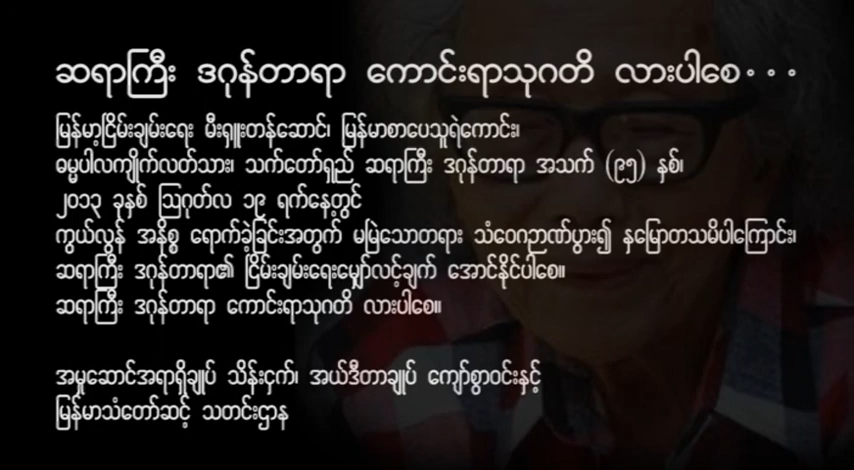 ဆရာကြီး ဒဂုန်တာရာ ကောင်းရာသုဂတိ လားပါစေ...
မြန်မာ့ငြိမ်းချမ်းရေး မီးရှူးတန်ဆောင်၊ မြန်မာစာပေသူရဲကောင်း၊
ဓမ္မပါလကျိုက်လတ်သား၊ သက်တော်ရှည် ဆရာကြီး ဒဂုန်တာရာ အသက် (၉၅) နှစ်၊
၂၀၁၃ ခုနှစ် ဩဂုတ်လ ၁၉ ရက်နေ့တွင်
ကွယ်လွန် အနိစ္စ ရောက်ခဲ့ခြင်းအတွက် မမြဲသောတရား သံဝေဂဉာဏ်ပွား၍ နှမြောတသမိပါကြောင်း၊
ဆရာကြီး ဒဂုန်တာရာ၏ ငြိမ်းချမ်းရေးမျှော်လင့်ချက် အောင်နိုင်ပါစေ။
ဆရာကြီး ဒဂုန်တာရာ ကောင်းရာသုဂတိ လားပါစေ။
အမှုဆောင်အရာရှိချုပ် သိန်းငှက်၊ အယ်ဒီတာချုပ် ကျော်စွာဝင်းနှင့်
မြန်မာသံတော်ဆင့် သတင်းဌာန